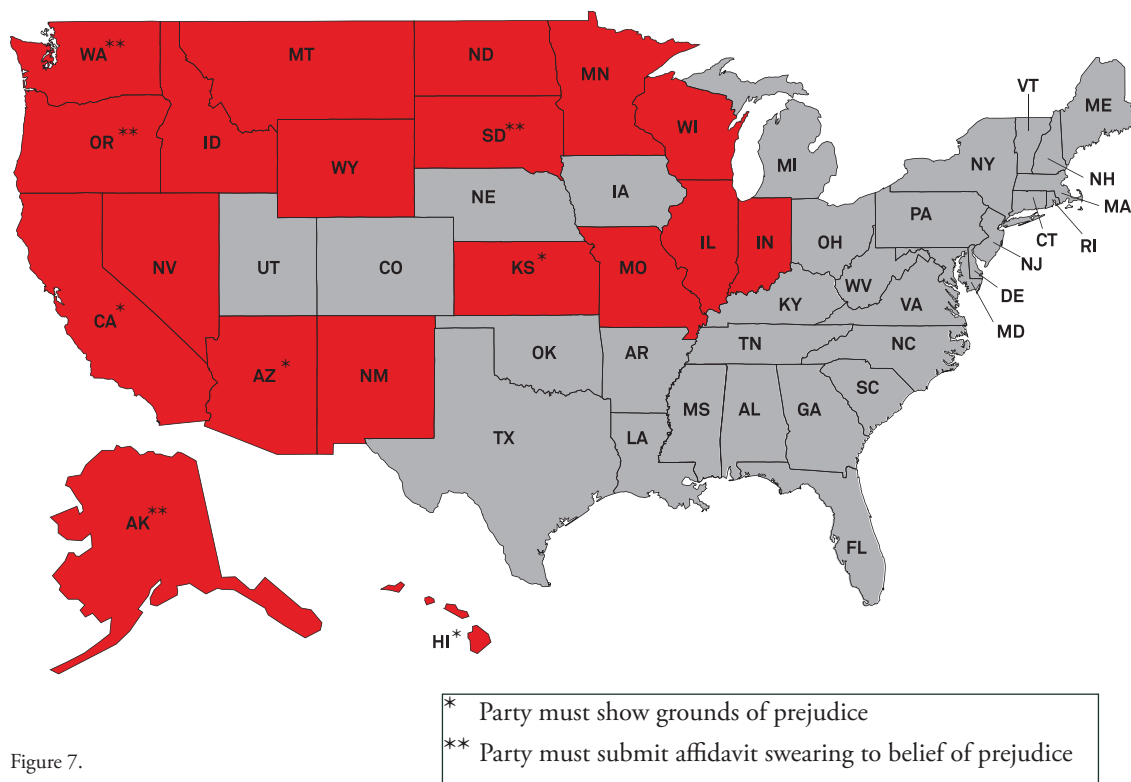 WA**
MT
ND
MN
VT
ME
OR**
ID
SD**
WI
WY
MI
NY
NH
NE
IA
MA
PA
CT
RI
NV
UT
CO
KS*
MO
IL
IN
OH
NJ
WV
DE
CA*
KY
VA
MD
AZ*
NM
OK
AR
TN
NC
SC
TX
MS
AL
GA
LA
AK**
FL
HI*
* Party must show grounds of prejudice
** Party must submit affidavit swearing to belief of prejudice
Figure 7.